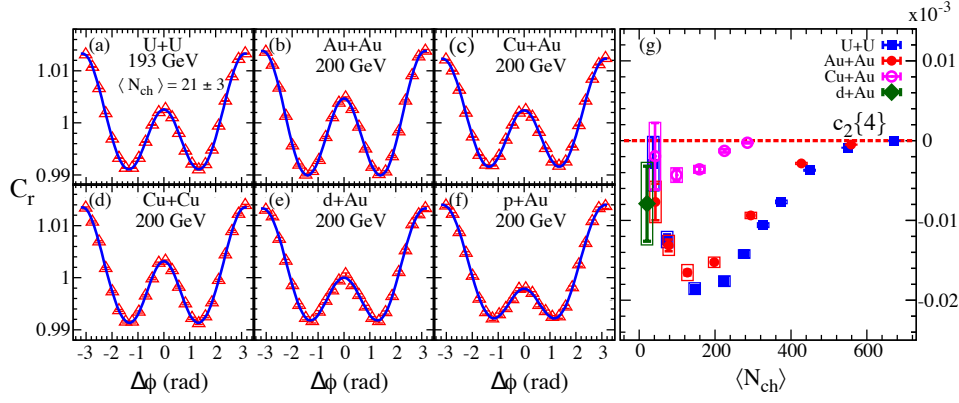 (a) U+U
193 GeV
⟨ N_ch ⟩ = 21 ± 3
(b) Au+Au
200 GeV
(c) Cu+Au
200 GeV
1.01
1
0.99
C_r
(d) Cu+Cu
200 GeV
(e) d+Au
200 GeV
(f) p+Au
200 GeV
1.01
1
0.99
-3 -2 -1 0 1 2 3
-3 -2 -1 0 1 2 3
-3 -2 -1 0 1 2 3
Δϕ (rad)
Δϕ (rad)
Δϕ (rad)
×10⁻³
(g)
U+U
Au+Au
Cu+Au
d+Au
c₂{4}
0.01
0
-0.01
-0.02
0 200 400 600
⟨N_ch⟩